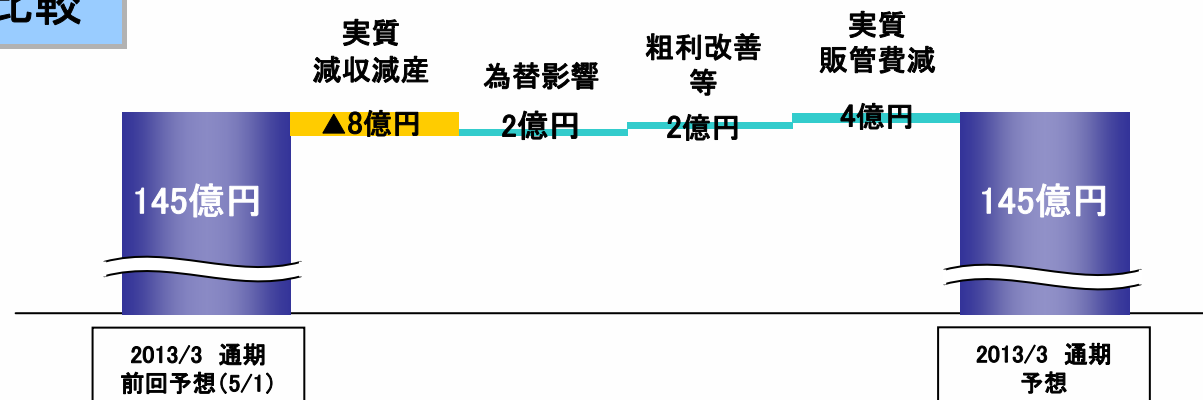 比較
実質
減収減産
為替影響
粗利改善
等
実質
販管費減
▲8億円
2億円
2億円
4億円
145億円
145億円
2013/3 通期
前回予想(5/1)
2013/3 通期
予想